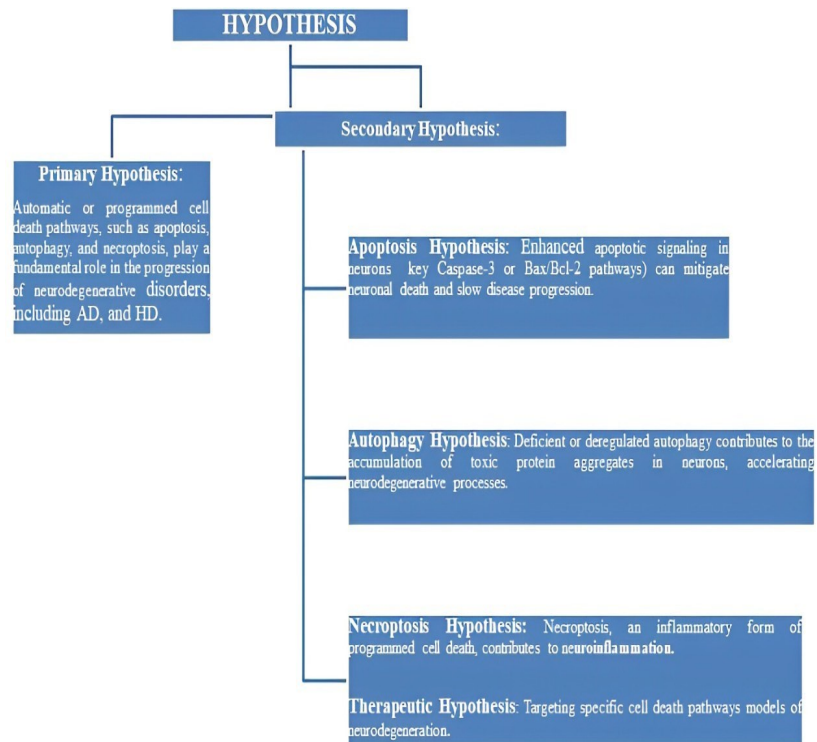 HYPOTHESIS
Secondary Hypothesis:
Primary Hypothesis:
Automatic or programmed cell
death pathways, such as apoptosis,
autophagy, and necroptosis, play a
fundamental role in the progression
of neurodegenerative disorders,
including AD, and HD.
Apoptosis Hypothesis: Enhanced apoptotic signaling in
neurons key Caspase-3 or Bax/Bcl-2 pathways) can mitigate
neuronal death and slow disease progression.
Autophagy Hypothesis: Deficient or deregulated autophagy contributes to the
accumulation of toxic protein aggregates in neurons, accelerating
neurodegenerative processes.
Necroptosis Hypothesis: Necroptosis, an inflammatory form of
programmed cell death, contributes to neuroinflammation.
Therapeutic Hypothesis: Targeting specific cell death pathways models of
neurodegeneration.